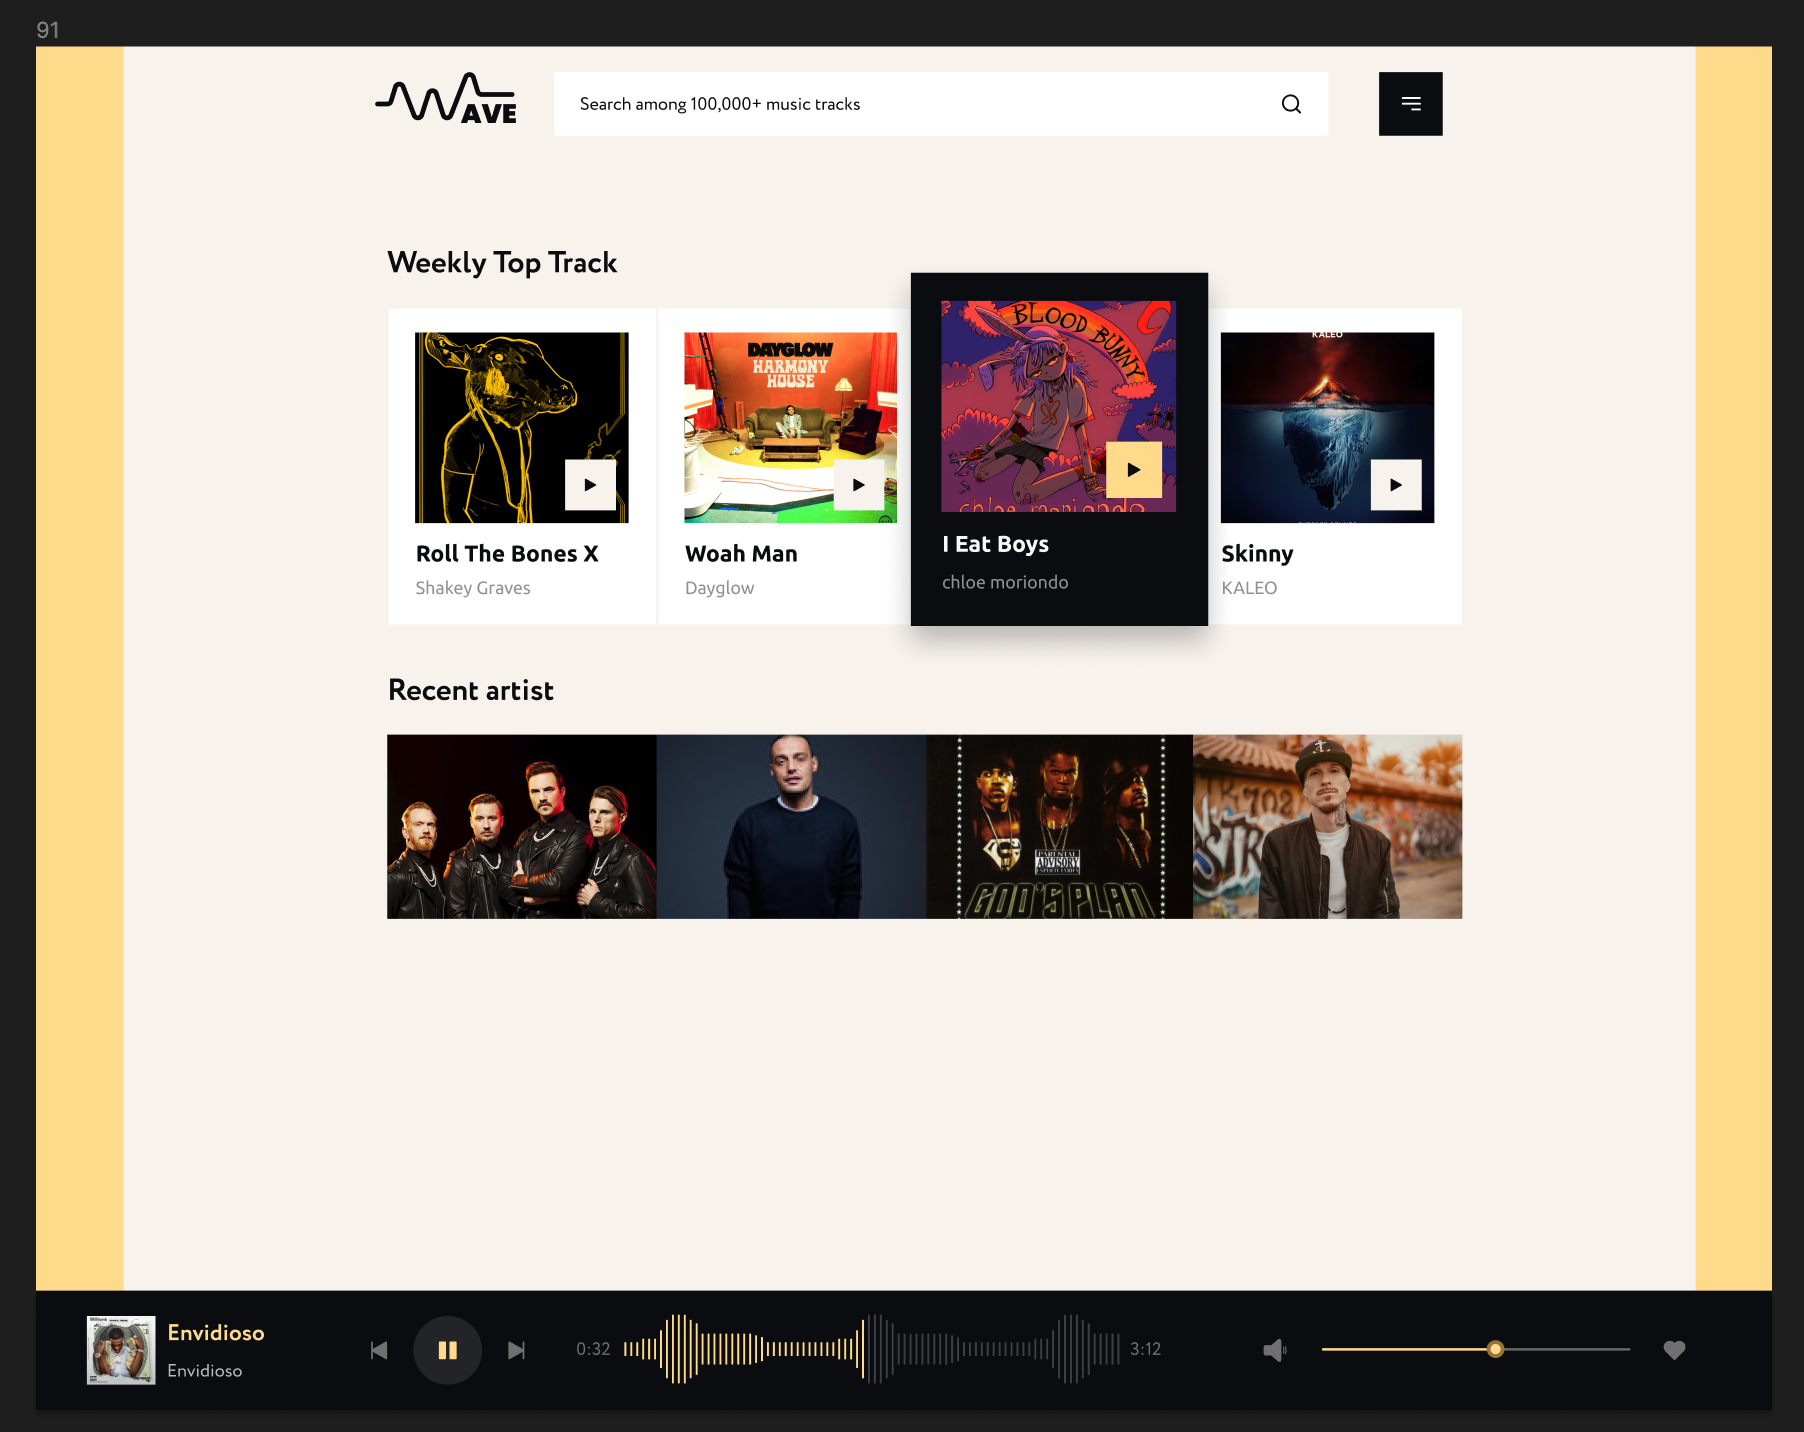 91
WAVE
Search among 100,000+ music tracks
Weekly Top Track
DAYGLOW
HARMONY
HOUSE
BLOOD BUNNY
chloe moriondo
KALEO
Roll The Bones X
Shakey Graves
Woah Man
Dayglow
I Eat Boys
chloe moriondo
Skinny
KALEO
Recent artist
PARENTAL
ADVISORY
EXPLICIT LYRICS
GOD'S PLAN
Envidioso
Envidioso
0:32
3:12